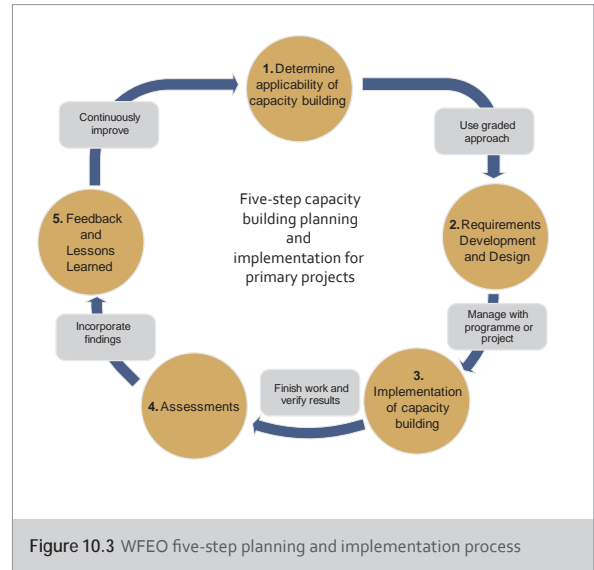 1. Determine
applicability of
capacity building
Use graded
approach
2. Requirements
Development
and Design
Manage with
programme or
project
3.
Implementation
of capacity
building
Finish work and
verify results
4. Assessments
Incorporate
findings
5. Feedback
and
Lessons
Learned
Continuously
improve
Five-step capacity
building planning
and
implementation for
primary projects
Figure 10.3 WFEO five-step planning and implementation process